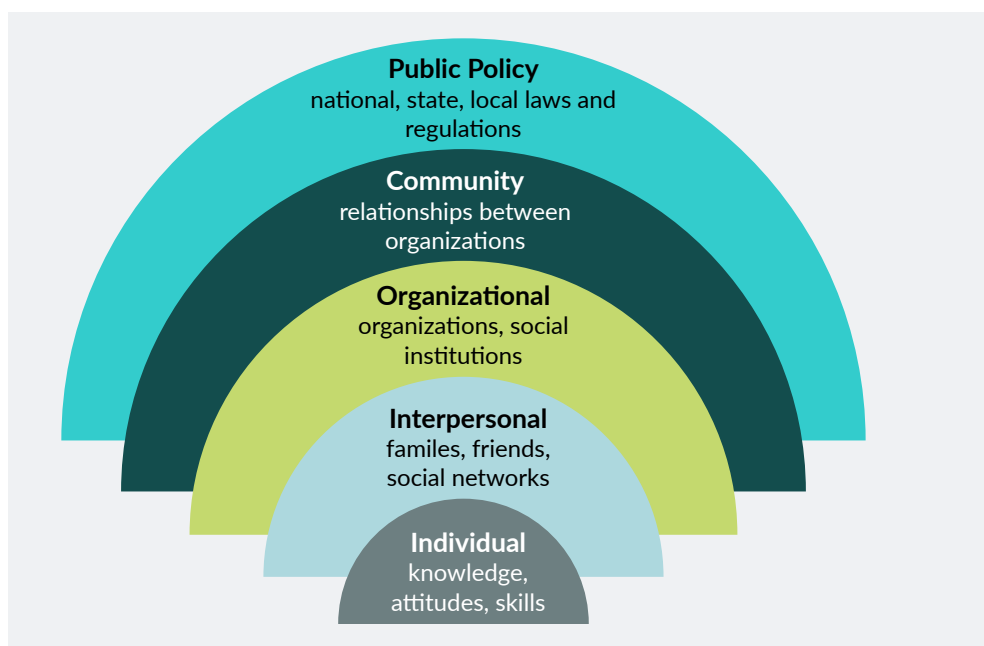 Public Policy
national, state, local laws and
regulations
Community
relationships between
organizations
Organizational
organizations, social
institutions
Interpersonal
familes, friends,
social networks
Individual
knowledge,
attitudes, skills